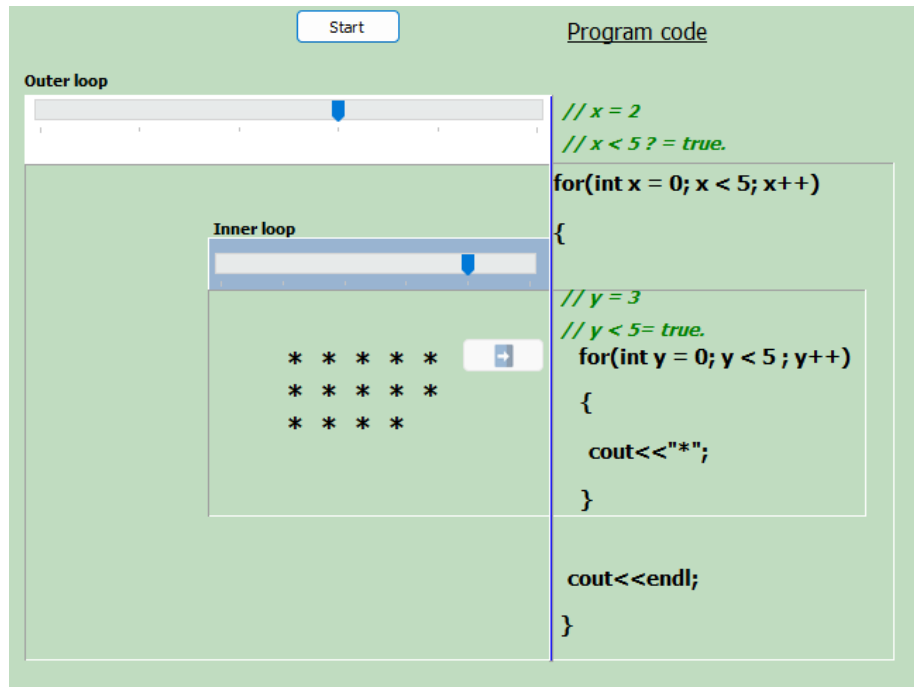 Start
Program code
Outer loop
// x = 2
// x < 5 ? = true.
for(int x = 0; x < 5; x++)
{
Inner loop
// y = 3
// y < 5= true.
for(int y = 0; y < 5 ; y++)
* * * * *
* * * * *
* * * *
{
cout<<"*";
}
cout<<endl;
}